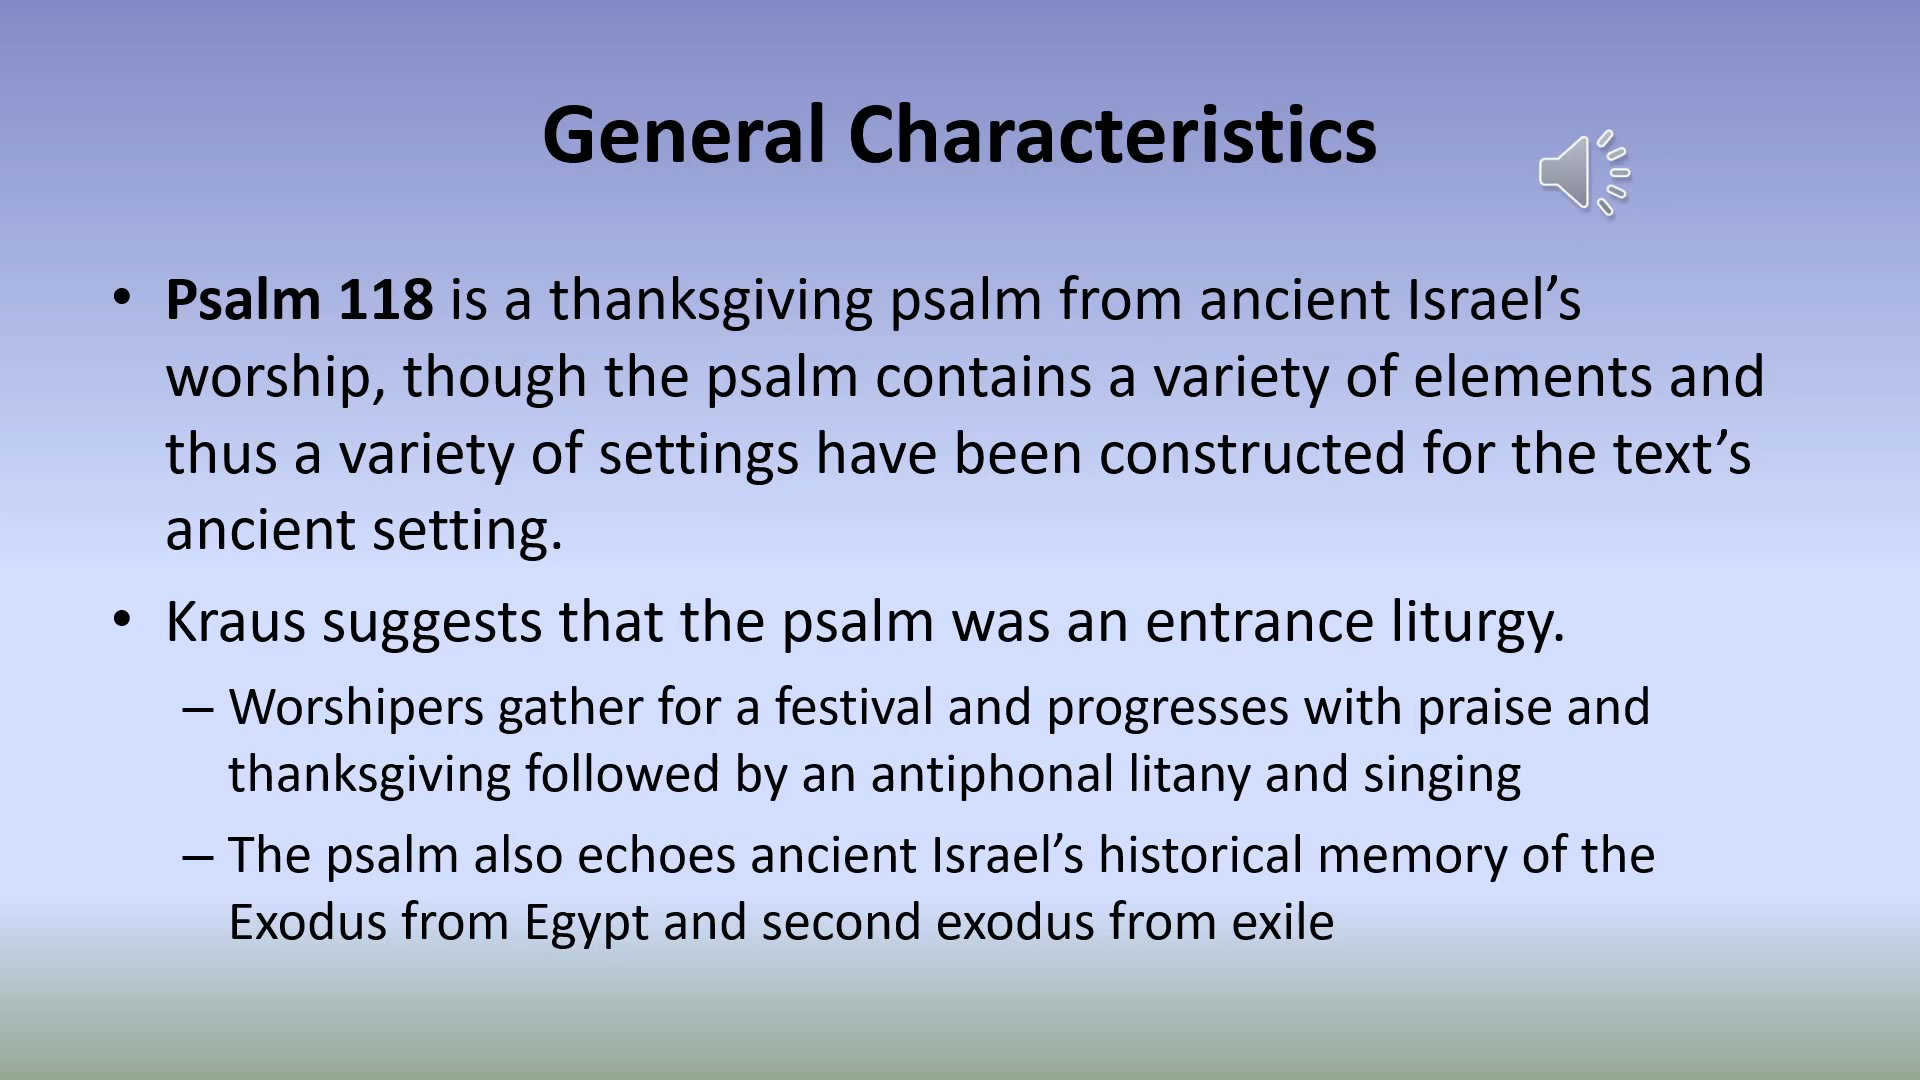 General Characteristics
• Psalm 118 is a thanksgiving psalm from ancient Israel’s
worship, though the psalm contains a variety of elements and
thus a variety of settings have been constructed for the text’s
ancient setting.
• Kraus suggests that the psalm was an entrance liturgy.
– Worshipers gather for a festival and progresses with praise and
thanksgiving followed by an antiphonal litany and singing
– The psalm also echoes ancient Israel’s historical memory of the
Exodus from Egypt and second exodus from exile